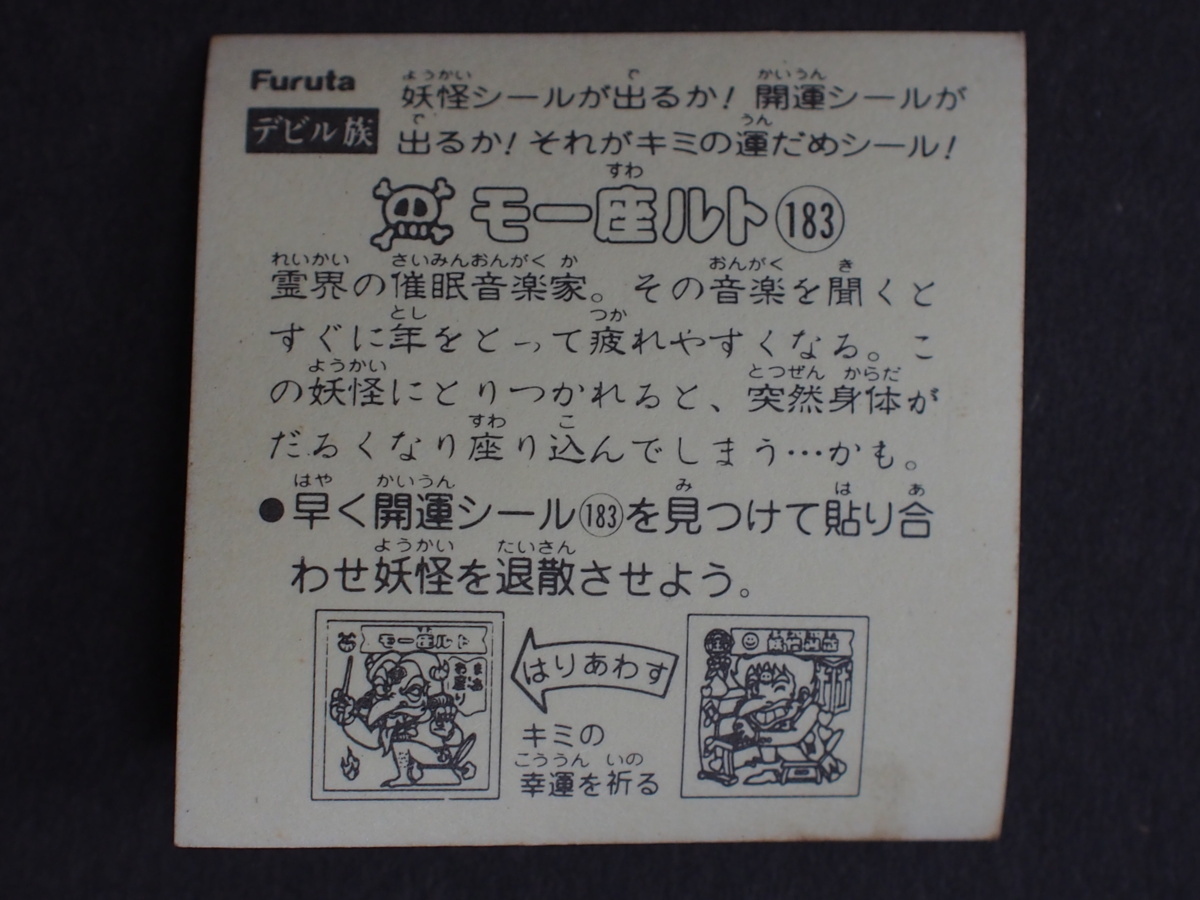 Furuta
デビル族
妖怪シールが出るか!開運シールが
出るか!それがキミの運だめシール!
モー座ルト 183
霊界の催眠音楽家。その音楽を聞くと
すぐに年をとって疲れやすくなる。こ
の妖怪にとりつかれると、突然身体が
だるくなり座り込んでしまう…かも。
●早く開運シール183を見つけて貼り合
わせ妖怪を退散させよう。
モー座ルト
まあ
お座り
はりあわす
キミの
幸運を祈る